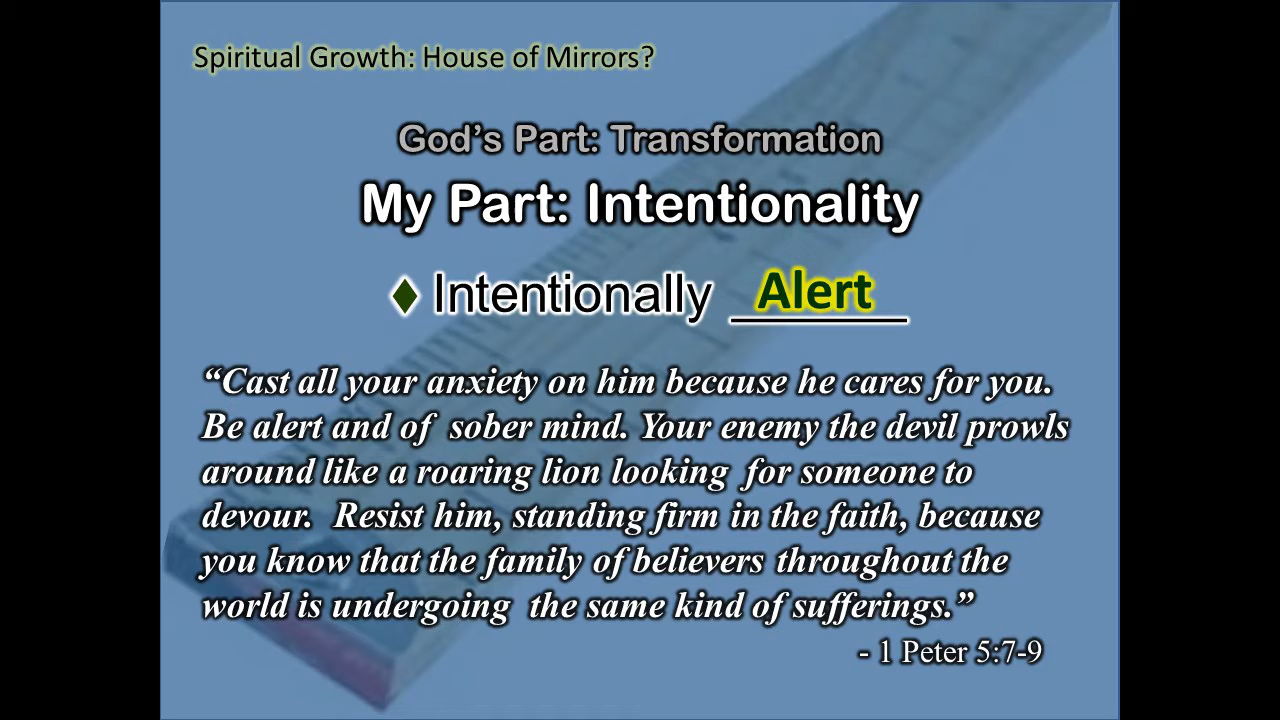 Spiritual Growth: House of Mirrors?
God’s Part: Transformation
My Part: Intentionality
♦ Intentionally Alert
“Cast all your anxiety on him because he cares for you.
Be alert and of sober mind. Your enemy the devil prowls
around like a roaring lion looking for someone to
devour. Resist him, standing firm in the faith, because
you know that the family of believers throughout the
world is undergoing the same kind of sufferings.”
- 1 Peter 5:7-9